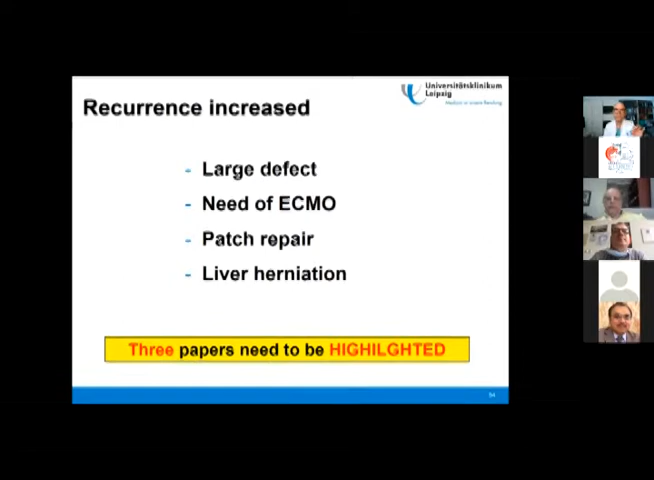 Universitätsklinikum
Leipzig
Recurrence increased
- Large defect
- Need of ECMO
- Patch repair
- Liver herniation
Three papers need to be HIGHILGHTED